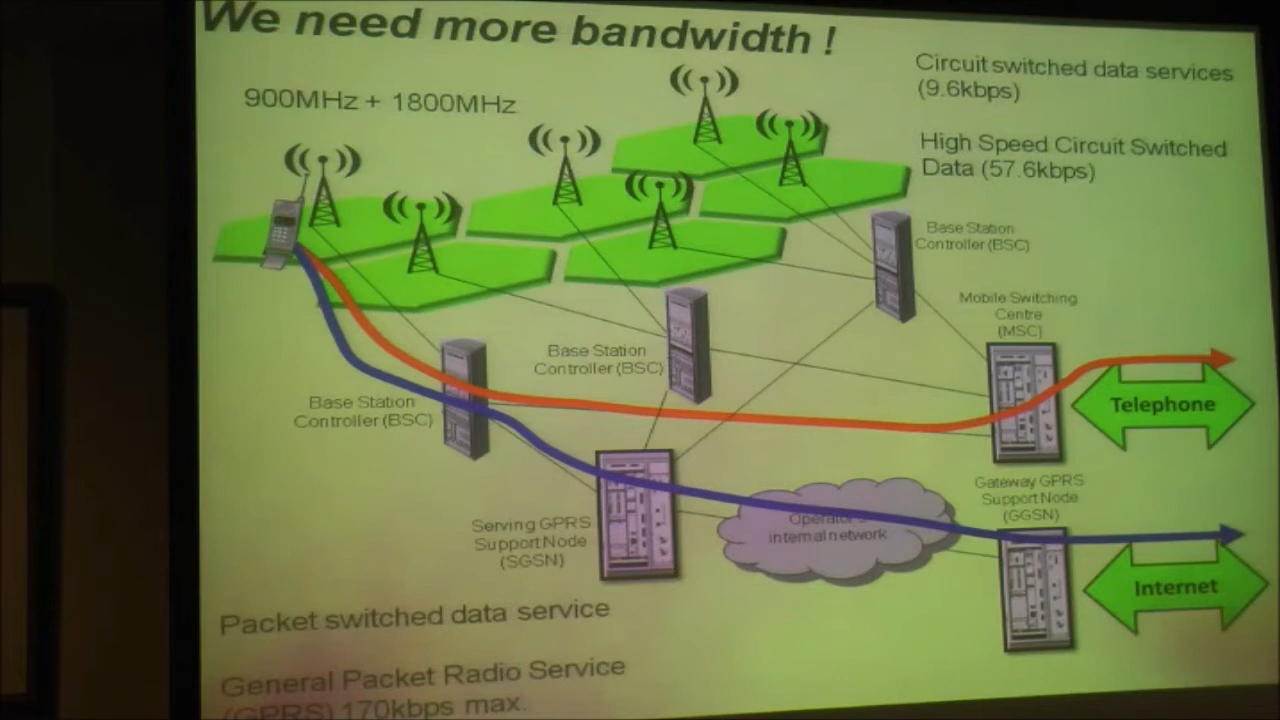 We need more bandwidth !
Circuit switched data services
(9.6kbps)
900MHz + 1800MHz
High Speed Circuit Switched
Data (57.6kbps)
Base Station
Controller (BSC)
Mobile Switching
Centre
(MSC)
Base Station
Controller (BSC)
Base Station
Controller (BSC)
Telephone
Gateway GPRS
Support Node
(GGSN)
Serving GPRS
Support Node
(SGSN)
Operator's
internal network
Internet
Packet switched data service
General Packet Radio Service
(GPRS) 170kbps max.